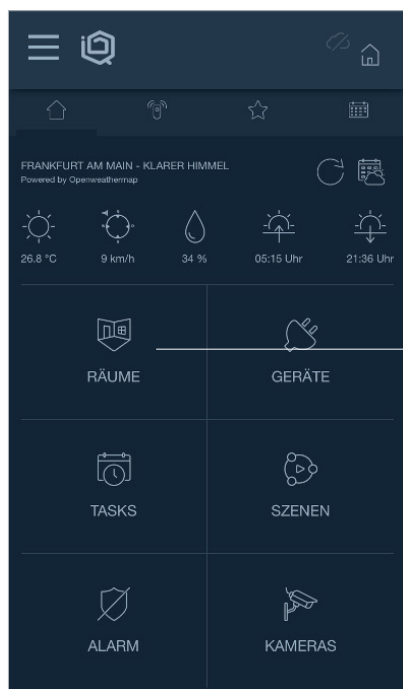 iQ
FRANKFURT AM MAIN - KLARER HIMMEL
Powered by Openweathermap
26.8 °C 9 km/h 34 % 05:15 Uhr 21:36 Uhr
RÄUME GERÄTE
TASKS SZENEN
ALARM KAMERAS